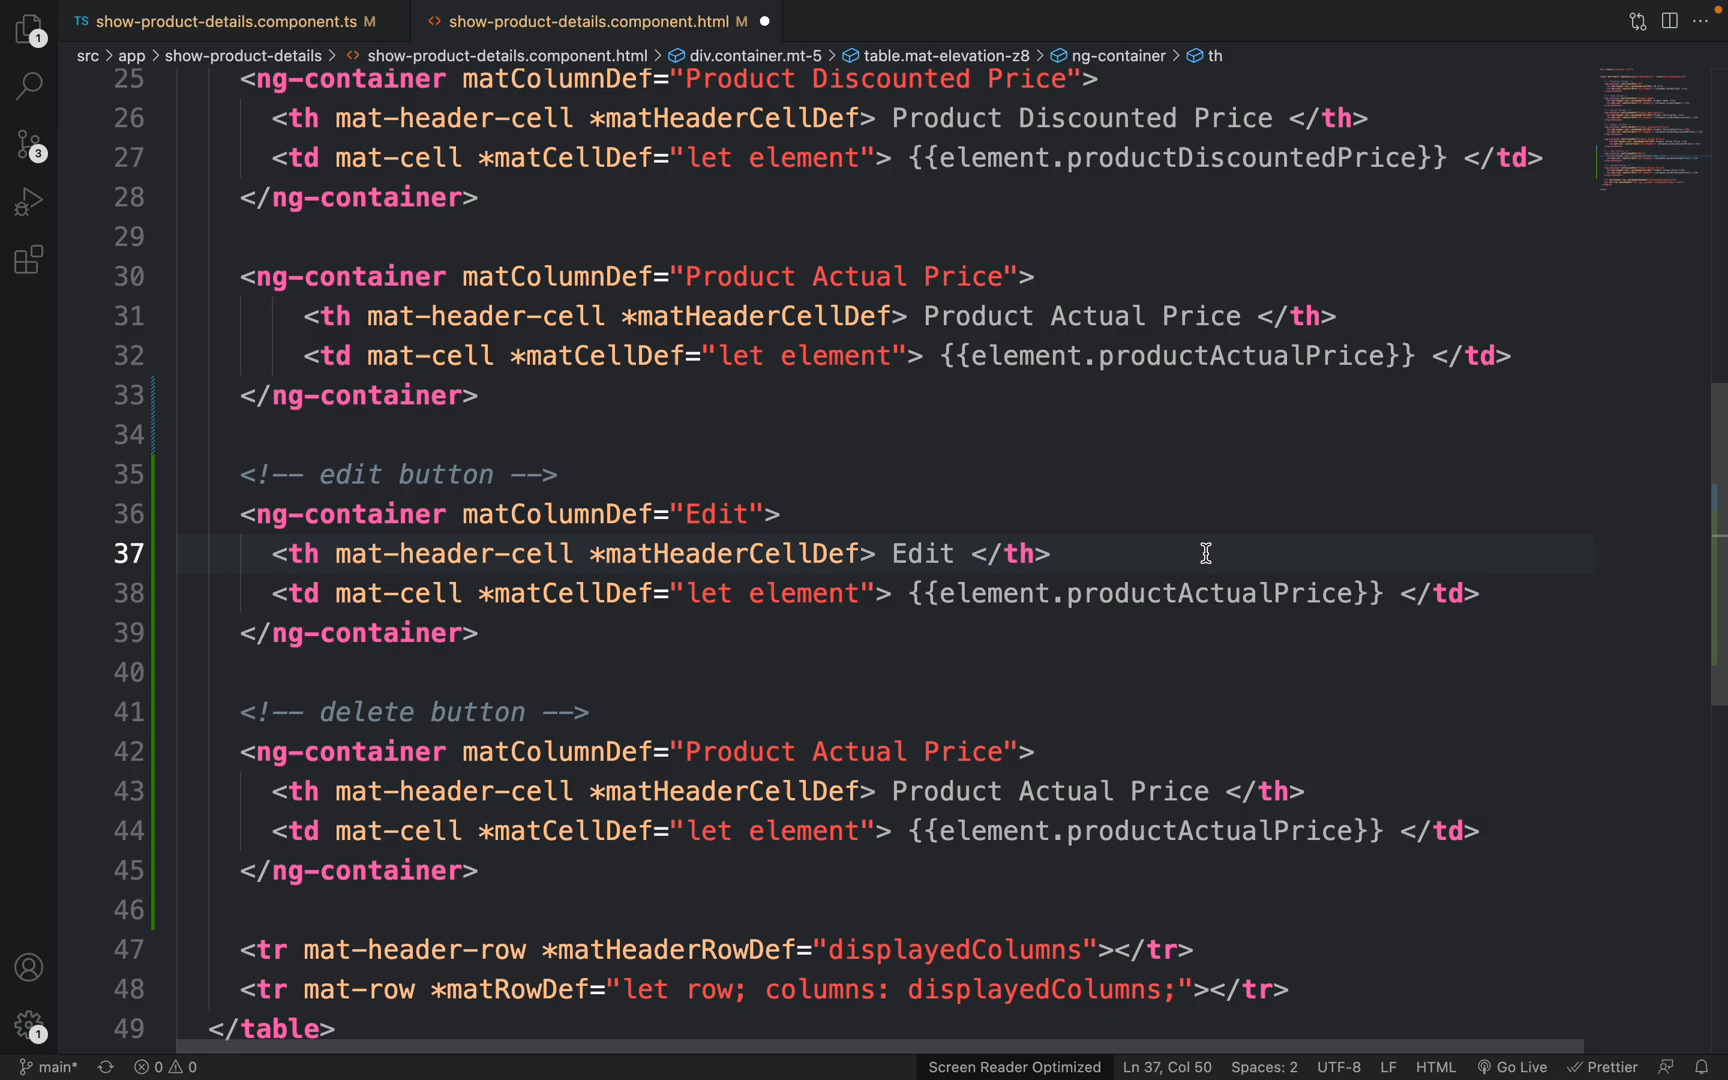 TS show-product-details.component.ts M
<> show-product-details.component.html M
src > app > show-product-details > <> show-product-details.component.html > div.container.mt-5 > table.mat-elevation-z8 > ng-container > th
25 <ng-container matColumnDef="Product Discounted Price">
26 <th mat-header-cell *matHeaderCellDef> Product Discounted Price </th>
27 <td mat-cell *matCellDef="let element"> {{element.productDiscountedPrice}} </td>
28 </ng-container>
29
30 <ng-container matColumnDef="Product Actual Price">
31 <th mat-header-cell *matHeaderCellDef> Product Actual Price </th>
32 <td mat-cell *matCellDef="let element"> {{element.productActualPrice}} </td>
33 </ng-container>
34
35 <!-- edit button -->
36 <ng-container matColumnDef="Edit">
37 <th mat-header-cell *matHeaderCellDef> Edit </th>
38 <td mat-cell *matCellDef="let element"> {{element.productActualPrice}} </td>
39 </ng-container>
40
41 <!-- delete button -->
42 <ng-container matColumnDef="Product Actual Price">
43 <th mat-header-cell *matHeaderCellDef> Product Actual Price </th>
44 <td mat-cell *matCellDef="let element"> {{element.productActualPrice}} </td>
45 </ng-container>
46
47 <tr mat-header-row *matHeaderRowDef="displayedColumns"></tr>
48 <tr mat-row *matRowDef="let row; columns: displayedColumns;"></tr>
49 </table>
1
3
1
main* 0 0 Screen Reader Optimized Ln 37, Col 50 Spaces: 2 UTF-8 LF HTML Go Live Prettier